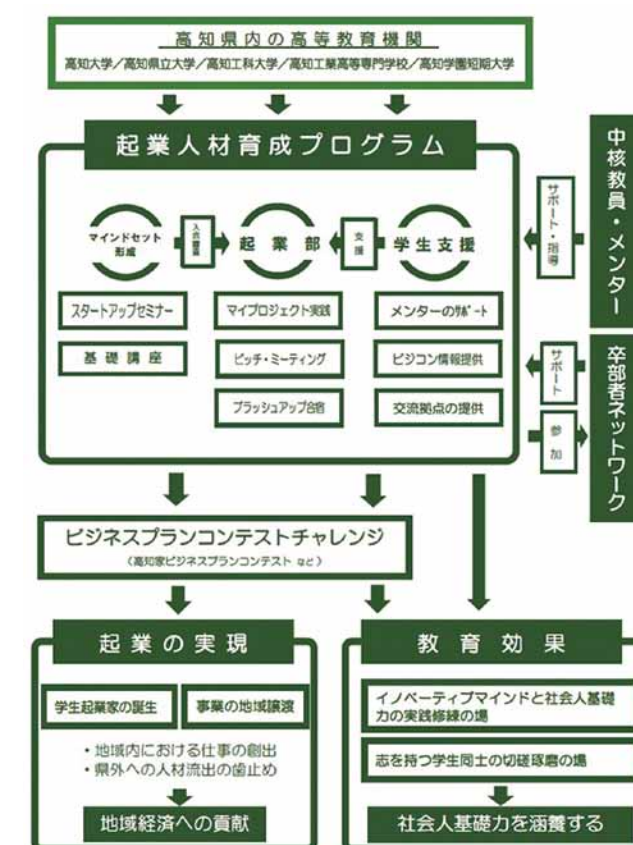 高知県内の高等教育機関
高知大学／高知県立大学／高知工科大学／高知工業高等専門学校／高知学園短期大学
起業人材育成プログラム
マインドセット
形成
入部審査
起業部
支援
学生支援
スタートアップセミナー
基礎講座
マイプロジェクト実践
ピッチ・ミーティング
ブラッシュアップ合宿
メンターのサポート
ビジコン情報提供
交流拠点の提供
サポート・指導
中核教員・メンター
サポート
参加
卒部者ネットワーク
ビジネスプランコンテストチャレンジ
（高知家ビジネスプランコンテスト など）
起業の実現
学生起業家の誕生
事業の地域譲渡
・地域内における仕事の創出
・県外への人材流出の歯止め
地域経済への貢献
教育効果
イノベーティブマインドと社会人基礎
力の実践修練の場
志を持つ学生同士の切磋琢磨の場
社会人基礎力を涵養する